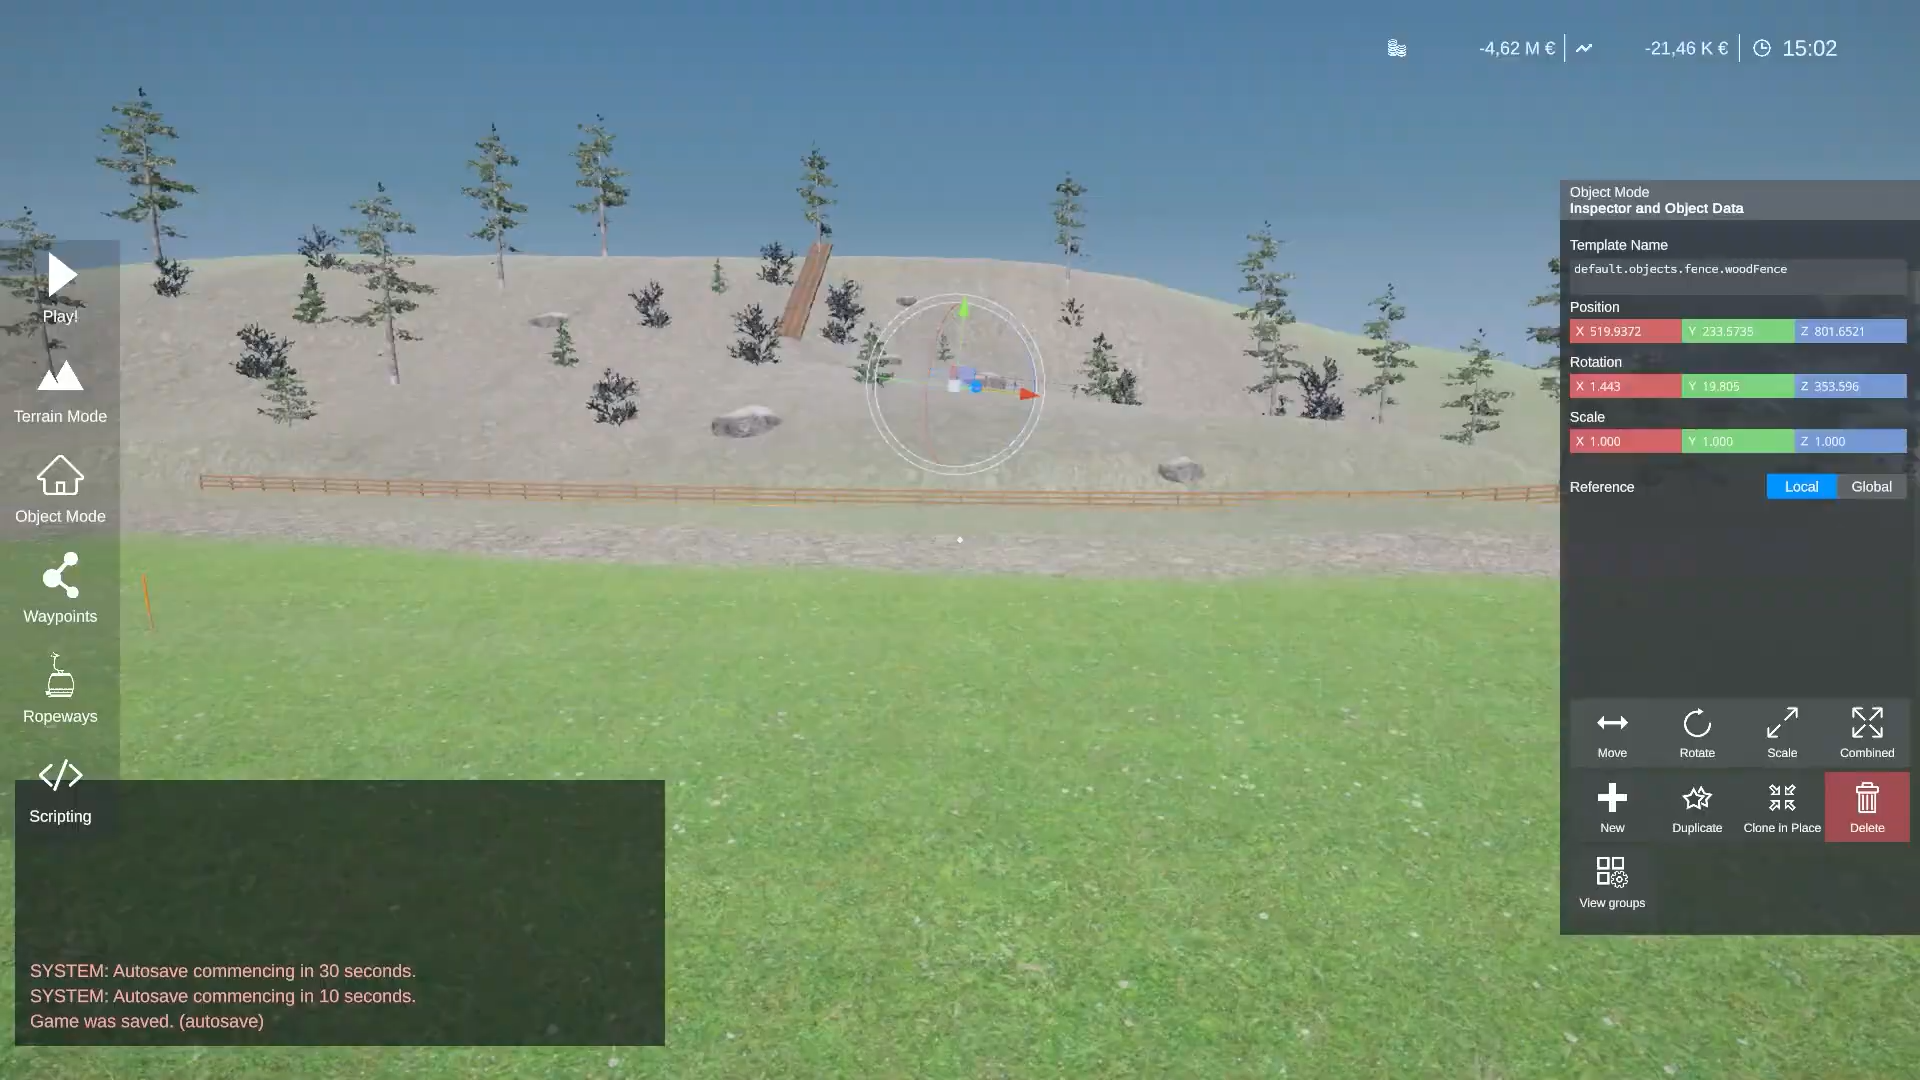 -4,62 M €
-21,46 K €
15:02
Play!
Terrain Mode
Object Mode
Waypoints
Ropeways
Scripting
SYSTEM: Autosave commencing in 30 seconds.
SYSTEM: Autosave commencing in 10 seconds.
Game was saved. (autosave)
Object Mode
Inspector and Object Data
Template Name
default.objects.fence.woodFence
Position
X 519.9372 Y 233.5735 Z 801.6521
Rotation
X 1.443 Y 19.805 Z 353.596
Scale
X 1.000 Y 1.000 Z 1.000
Reference Local Global
Move Rotate Scale Combined
New Duplicate Clone in Place Delete
View groups